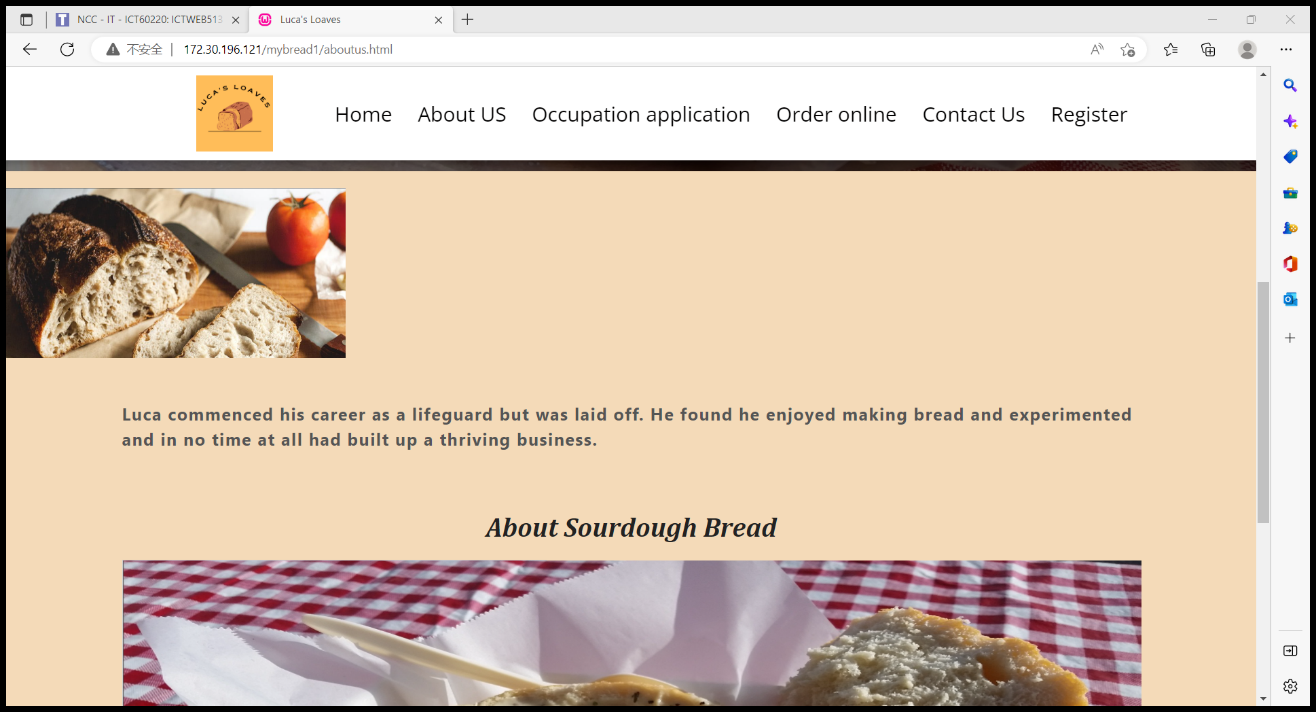 NCC - IT - ICT60220: ICTWEB513
Luca's Loaves
不安全
172.30.196.121/mybread1/aboutus.html
LUCA'S LOAVES
Home
About US
Occupation application
Order online
Contact Us
Register
Luca commenced his career as a lifeguard but was laid off. He found he enjoyed making bread and experimented
and in no time at all had built up a thriving business.
About Sourdough Bread